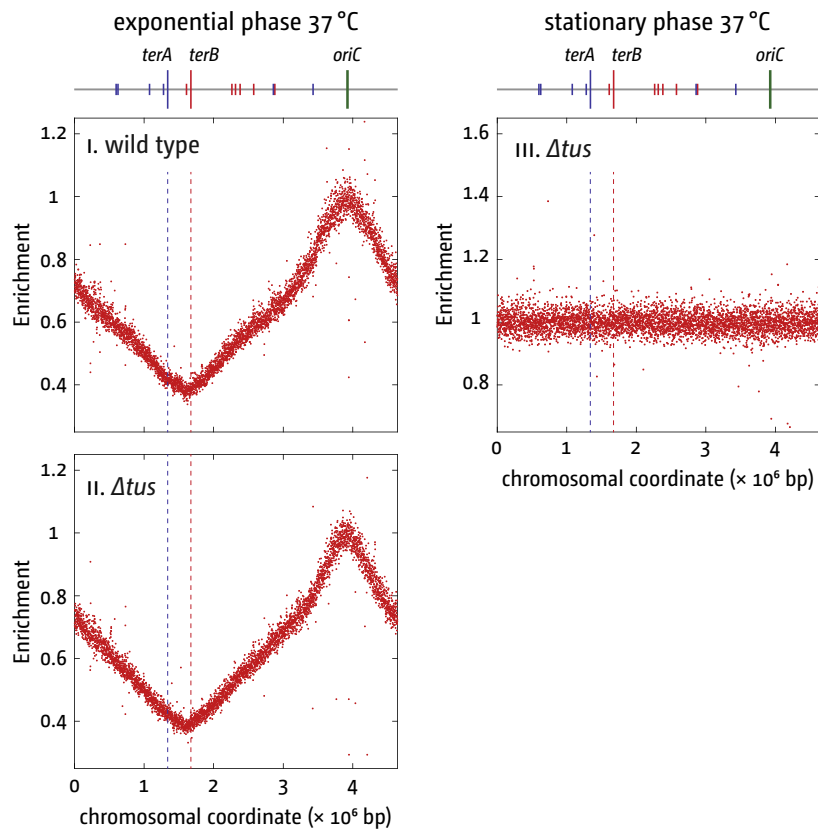 exponential phase 37 °C
terA terB oriC
I. wild type
1.2
1
0.8
0.6
0.4
Enrichment
II. Δtus
1.2
1
0.8
0.6
0.4
Enrichment
0 1 2 3 4
chromosomal coordinate (× 10⁶ bp)
stationary phase 37 °C
terA terB oriC
III. Δtus
1.6
1.4
1.2
1
0.8
Enrichment
0 1 2 3 4
chromosomal coordinate (× 10⁶ bp)